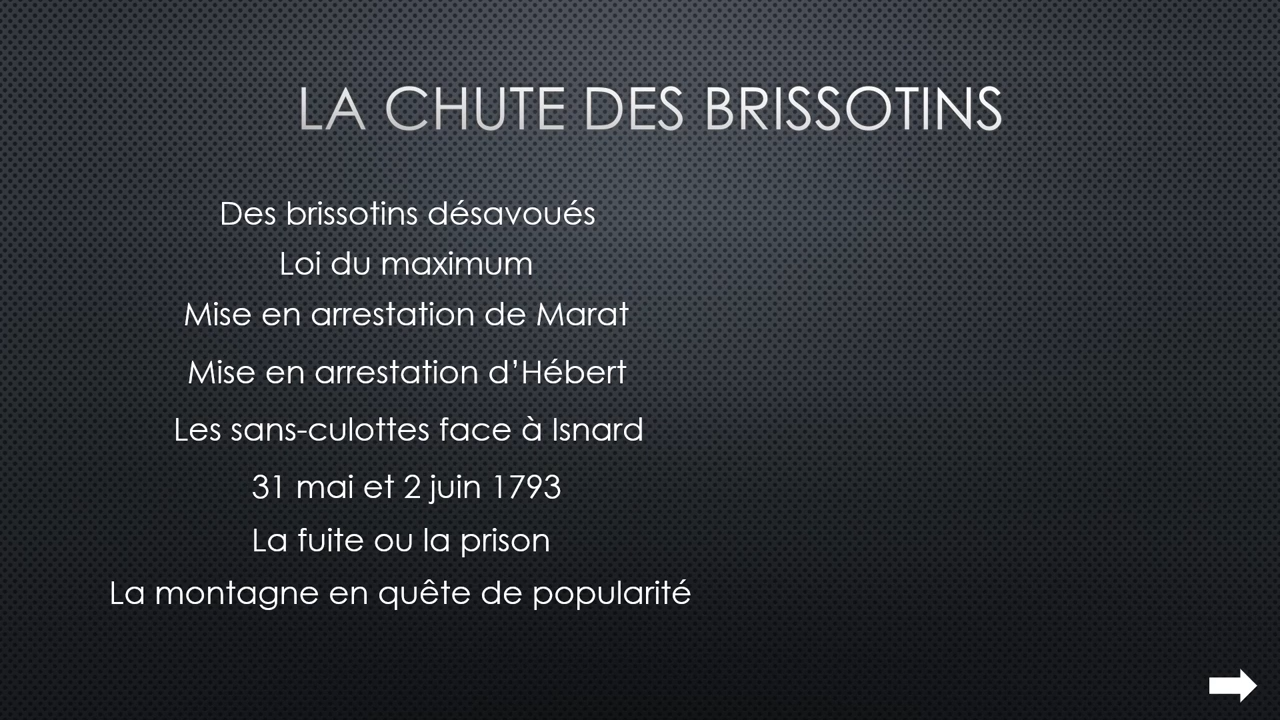 LA CHUTE DES BRISSOTINS
Des brissotins désavoués
Loi du maximum
Mise en arrestation de Marat
Mise en arrestation d’Hébert
Les sans-culottes face à Isnard
31 mai et 2 juin 1793
La fuite ou la prison
La montagne en quête de popularité